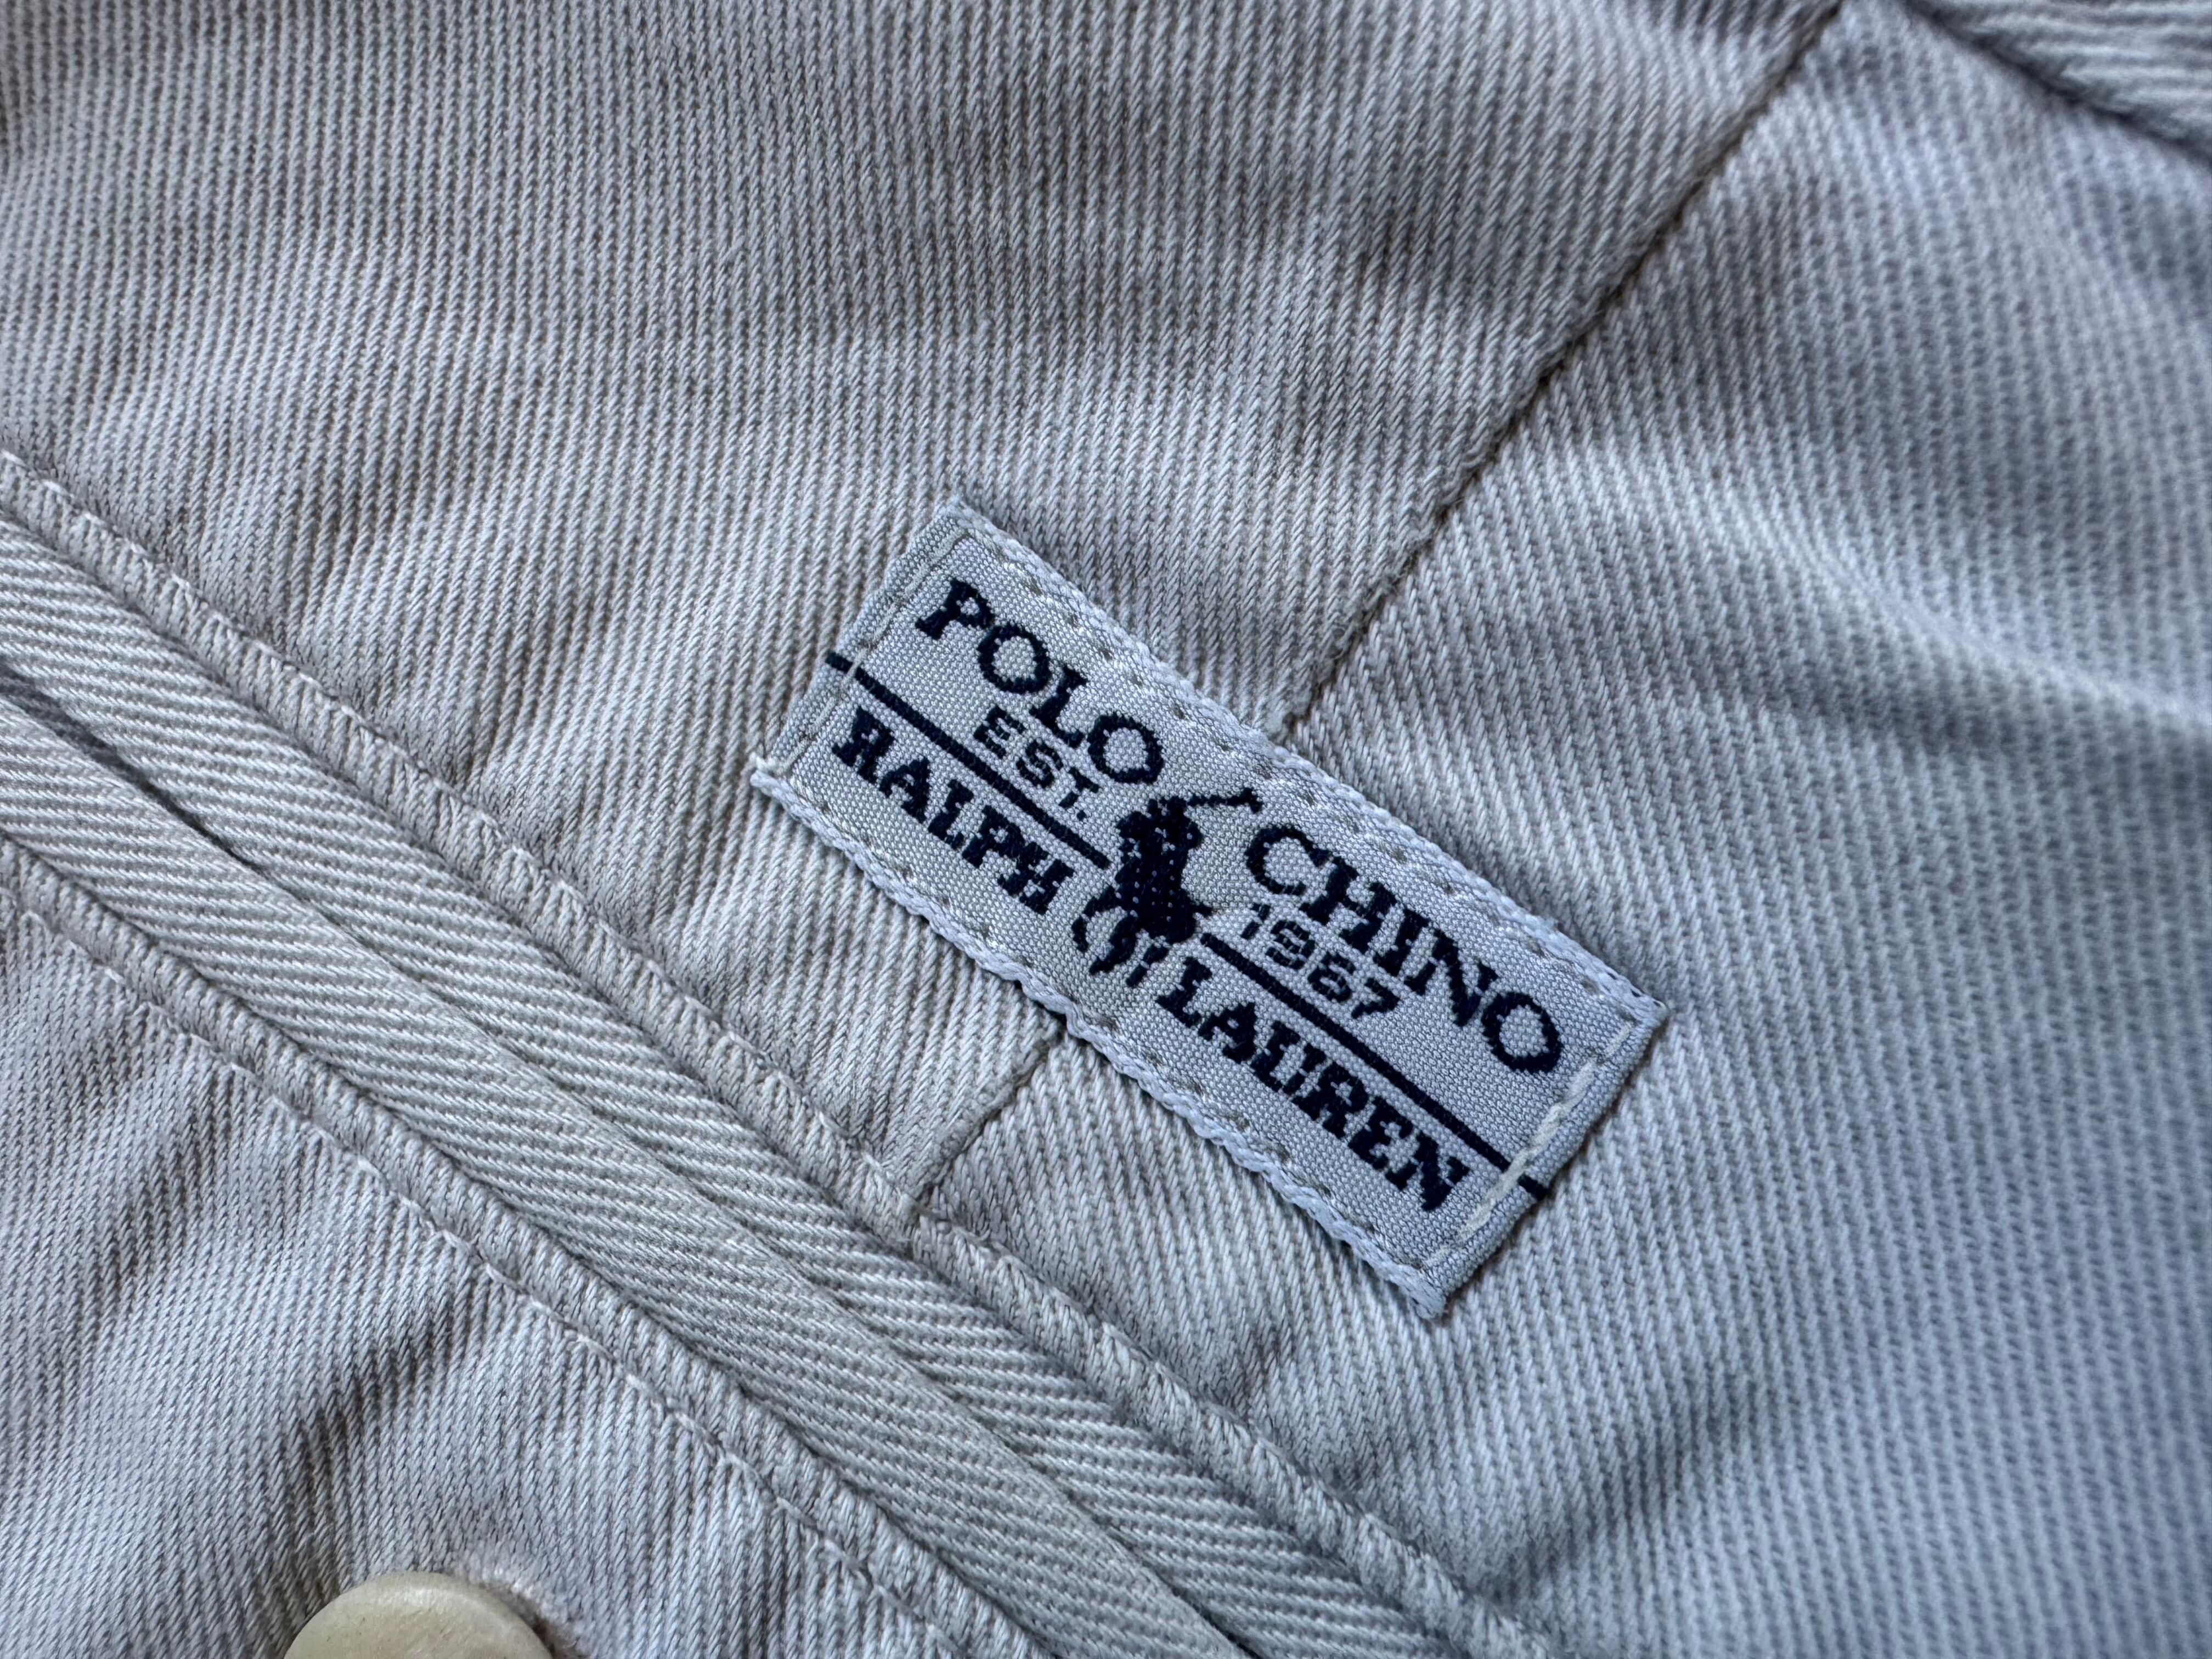 POLO CHINO
EST. 1967
RALPH LAUREN